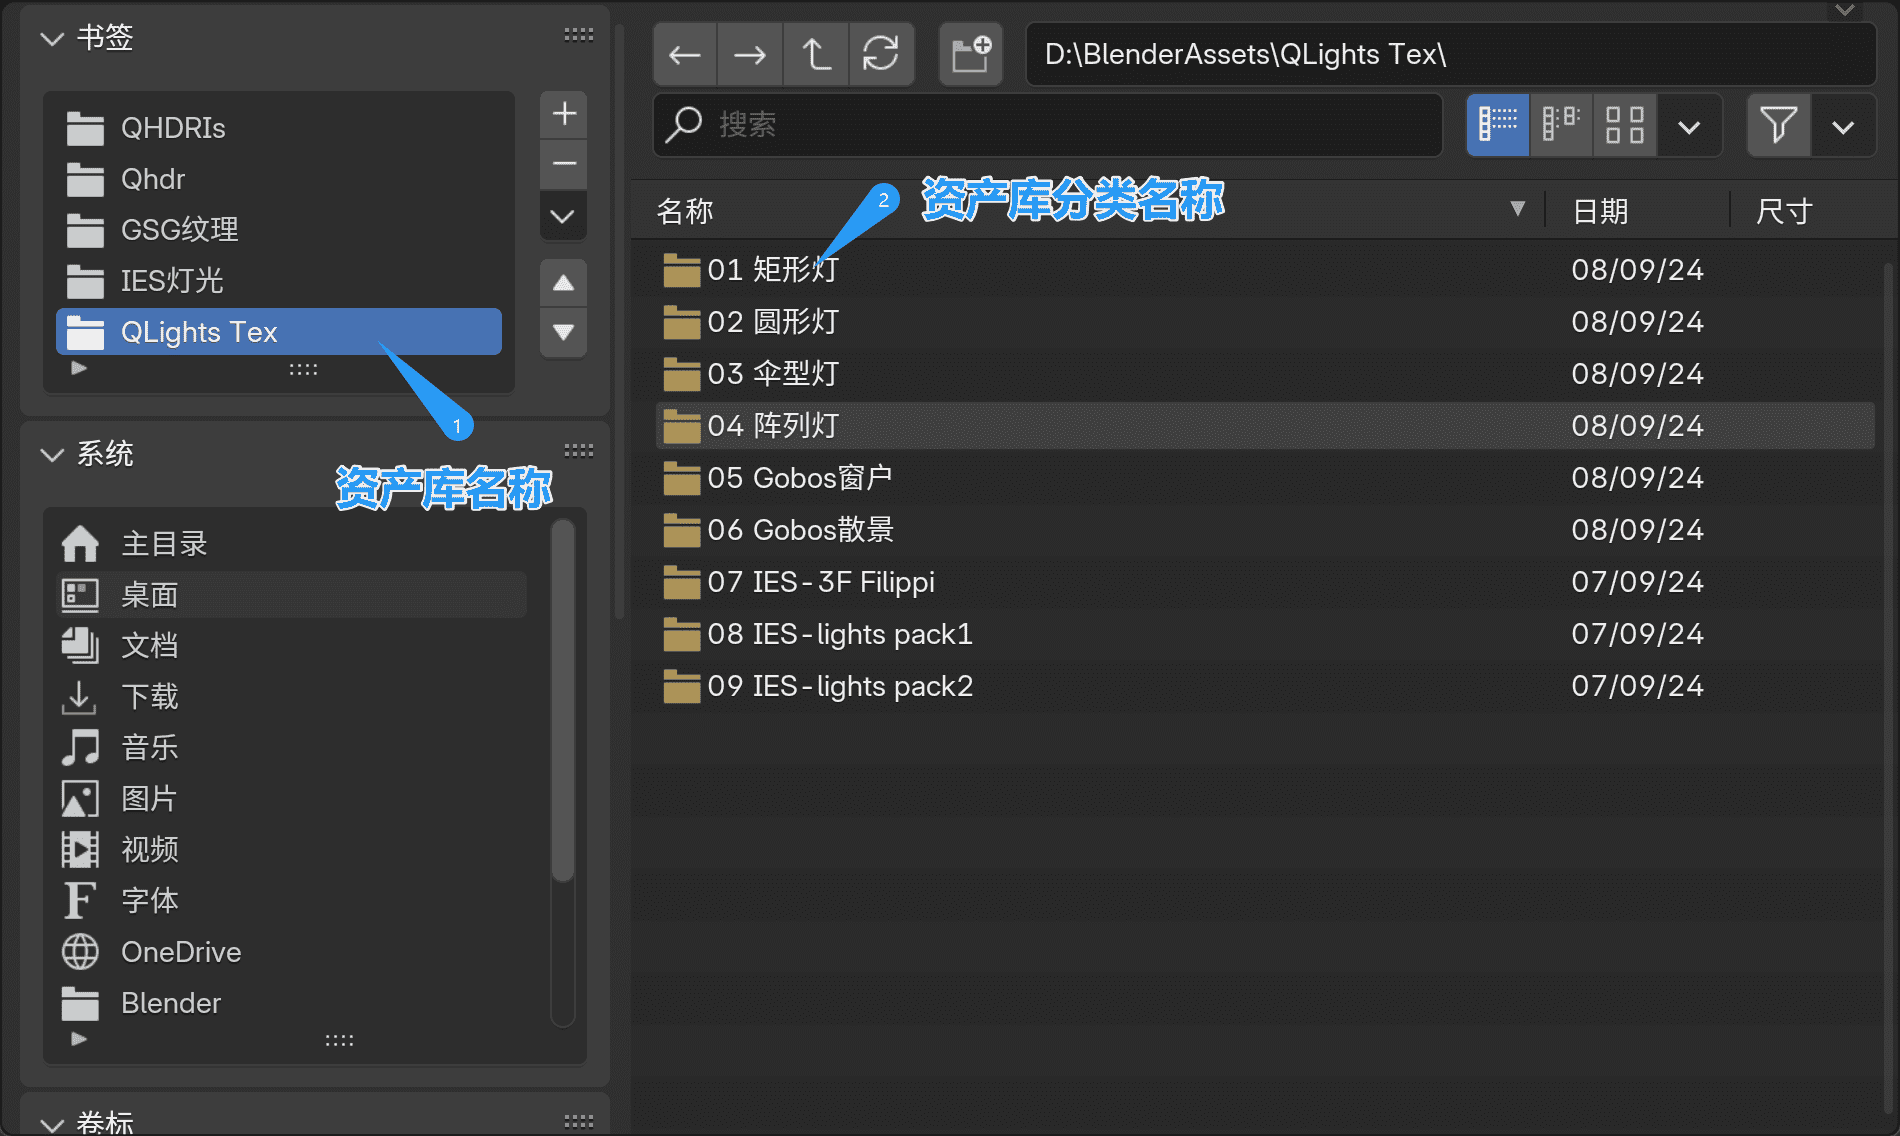 书签
QHDRIs
Qhdr
GSG纹理
IES灯光
QLights Tex
1
资产库名称
系统
主目录
桌面
文档
下载
音乐
图片
视频
字体
OneDrive
Blender
卷标
D:\BlenderAssets\QLights Tex\
搜索
2
资产库分类名称
名称 日期 尺寸
01 矩形灯 08/09/24
02 圆形灯 08/09/24
03 伞型灯 08/09/24
04 阵列灯 08/09/24
05 Gobos窗户 08/09/24
06 Gobos散景 08/09/24
07 IES-3F Filippi 07/09/24
08 IES-lights pack1 07/09/24
09 IES-lights pack2 07/09/24